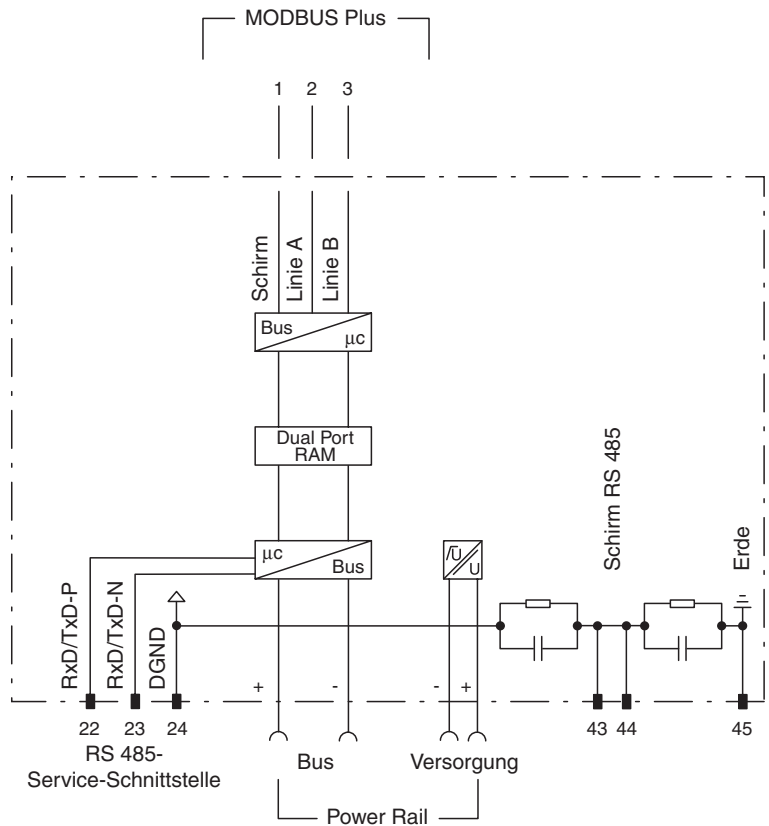 MODBUS Plus
1 2 3
Schirm
Linie A
Linie B
Bus
µc
Dual Port
RAM
µc
Bus
U
U
Schirm RS 485
Erde
RxD/TxD-P
RxD/TxD-N
DGND
+ - - +
22 23 24 43 44 45
RS 485-
Service-Schnittstelle
Bus Versorgung
Power Rail